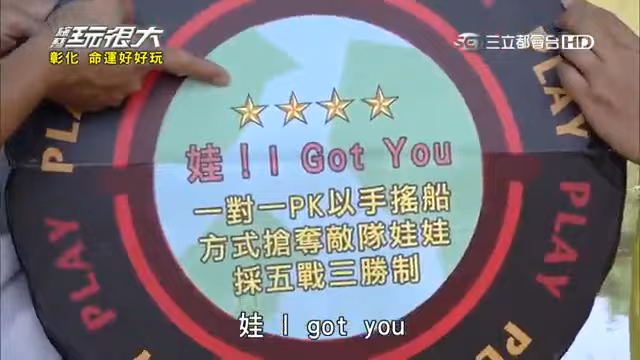 綜藝玩很大
三立都會台HD
彰化 命運好好玩
PLAY
PLAY
娃！I Got You
一對一PK以手搖船
方式搶奪敵隊娃娃
採五戰三勝制
PLAY
PLAY
娃 I got you